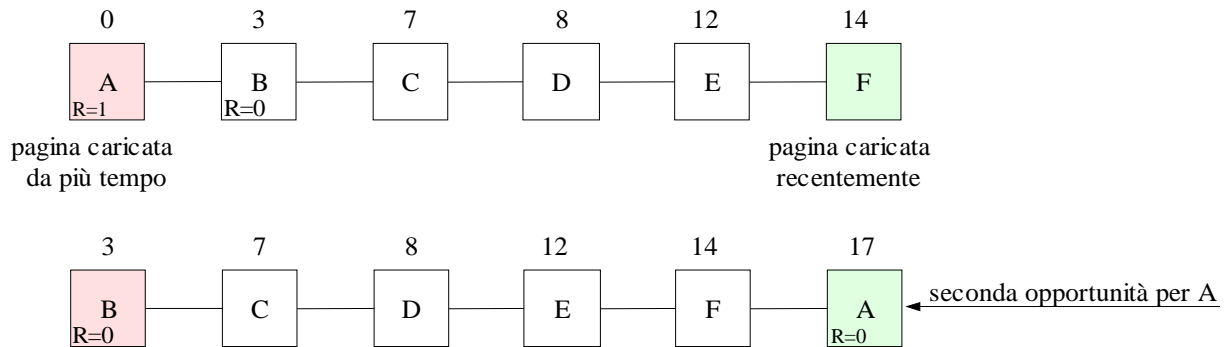 0 3 7 8 12 14
A B C D E F
R=1 R=0
pagina caricata
da più tempo
pagina caricata
recentemente
3 7 8 12 14 17
B C D E F A
seconda opportunità per A
R=0 R=0